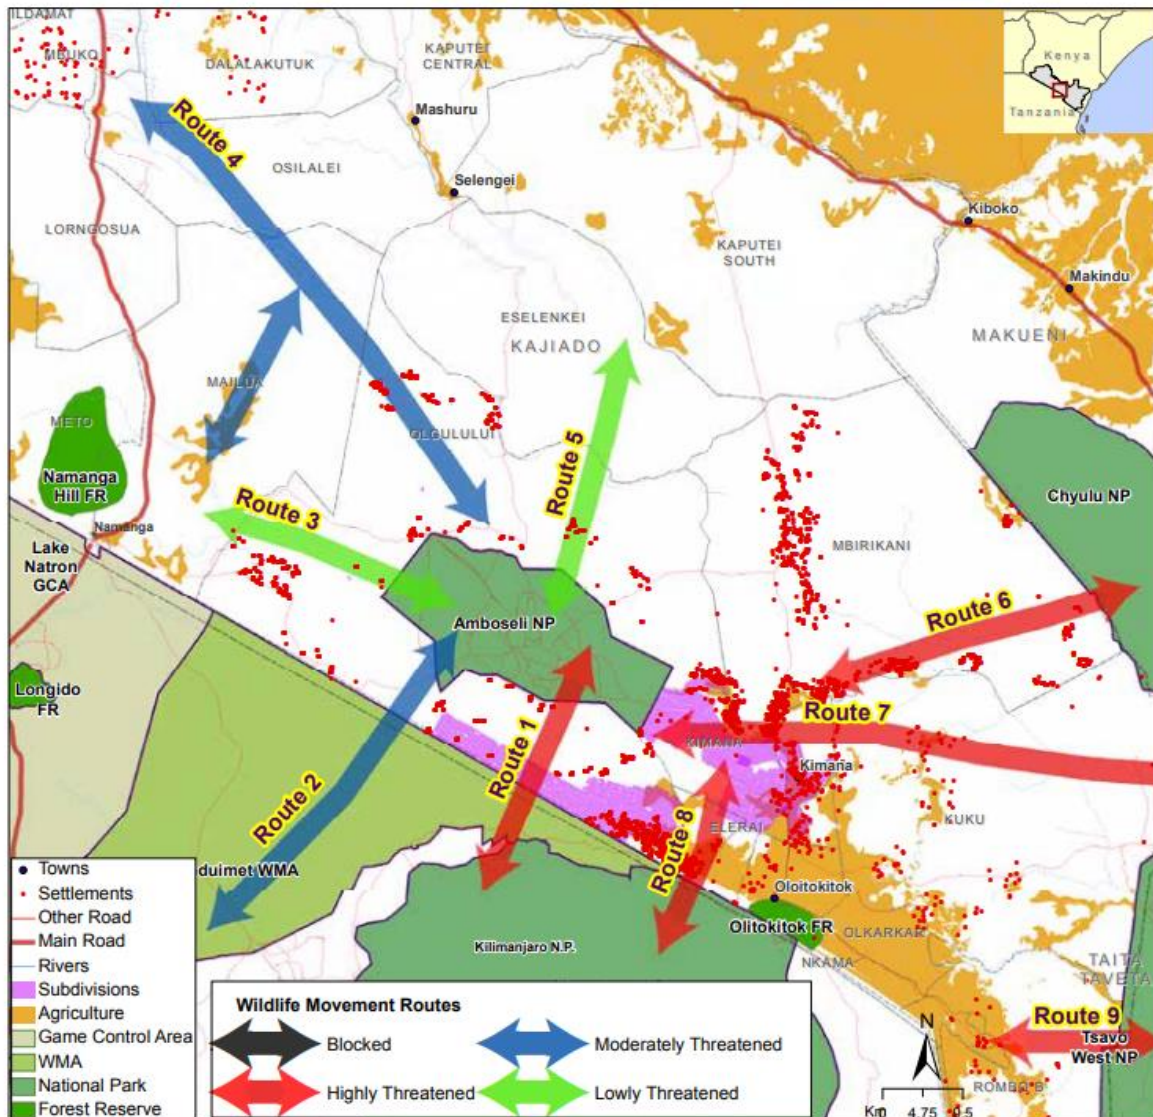 ILDAMAT
MBUKO
DALALAKUTUK
KAPUTEI
CENTRAL
Kenya
Tanzania
Route 4
Mashuru
OSILALEI
Selengei
Kiboko
LORNGOSUA
KAPUTEI
SOUTH
Makindu
ESELENKEI
KAJIADO
MAKUENI
MAILUA
METO
OLGULULUI
Route 5
Namanga
Hill FR
Chyulu NP
Route 3
Namanga
MBIRIKANI
Lake
Natron
GCA
Amboseli NP
Route 6
Longido
FR
Route 7
Route 1
KIMANA
Kimana
Route 2
ELERAI
KUKU
Route 8
duimet WMA
Oloitokitok
Olitokitok FR
OLKARKAR
Kilimanjaro N.P.
NKAMA
TAITA
TAVETA
Route 9
Tsavo
West NP
ROMBO B
Towns
Settlements
Other Road
Main Road
Rivers
Subdivisions
Agriculture
Game Control Area
WMA
National Park
Forest Reserve
Wildlife Movement Routes
Blocked
Moderately Threatened
Highly Threatened
Lowly Threatened
N
Km
0 4.75 9.5